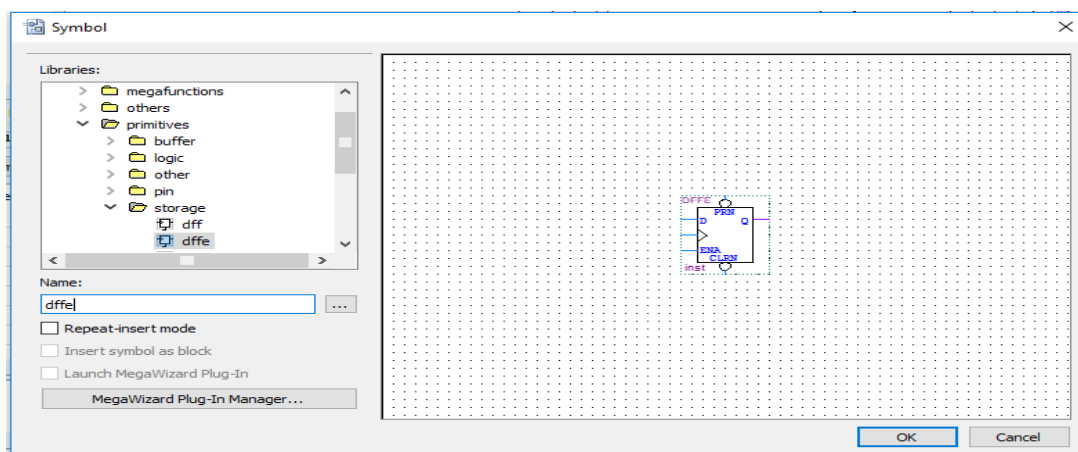 Symbol
Libraries:
megafunctions
others
primitives
buffer
logic
other
pin
storage
dff
dffe
Name:
dffe
...
Repeat-insert mode
Insert symbol as block
Launch MegaWizard Plug-In
MegaWizard Plug-In Manager...
DFFE
PRN
D Q
ENA
CLRN
inst
OK Cancel